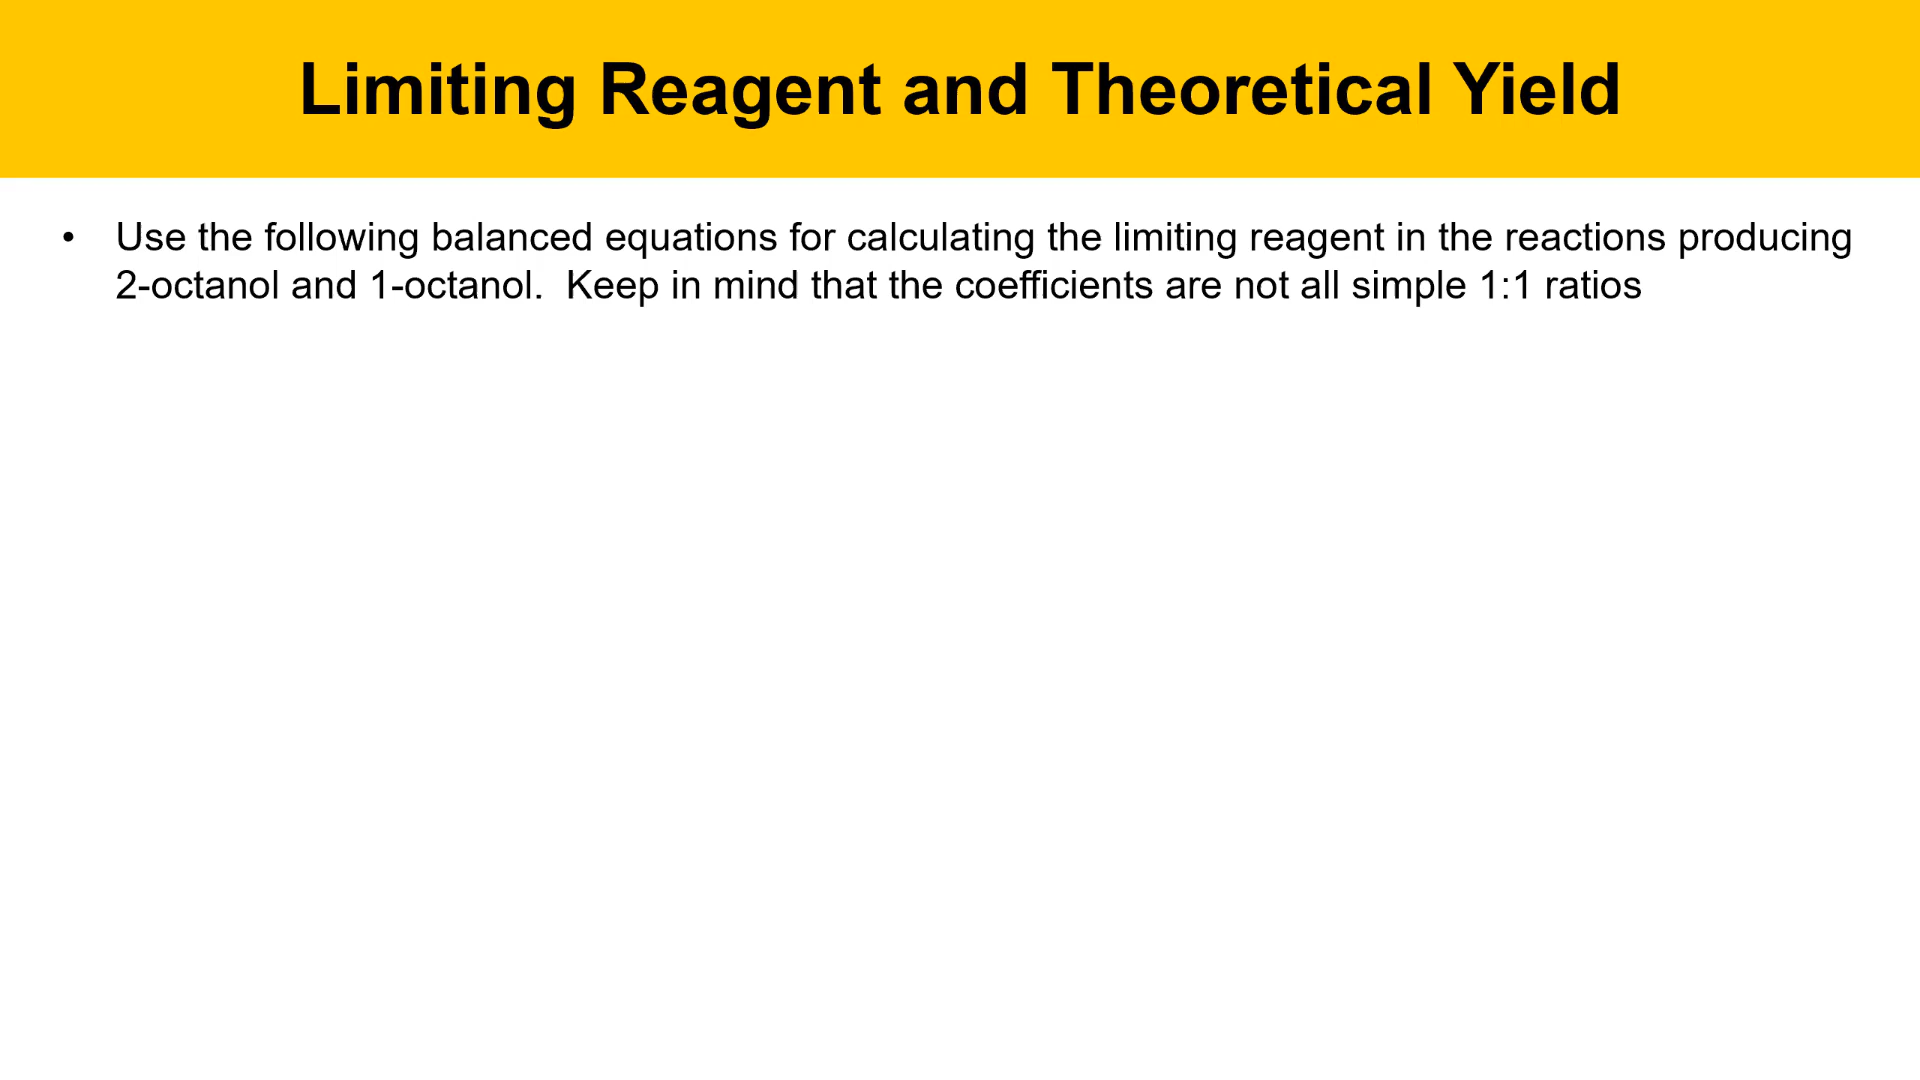 Limiting Reagent and Theoretical Yield
• Use the following balanced equations for calculating the limiting reagent in the reactions producing
2-octanol and 1-octanol.  Keep in mind that the coefficients are not all simple 1:1 ratios